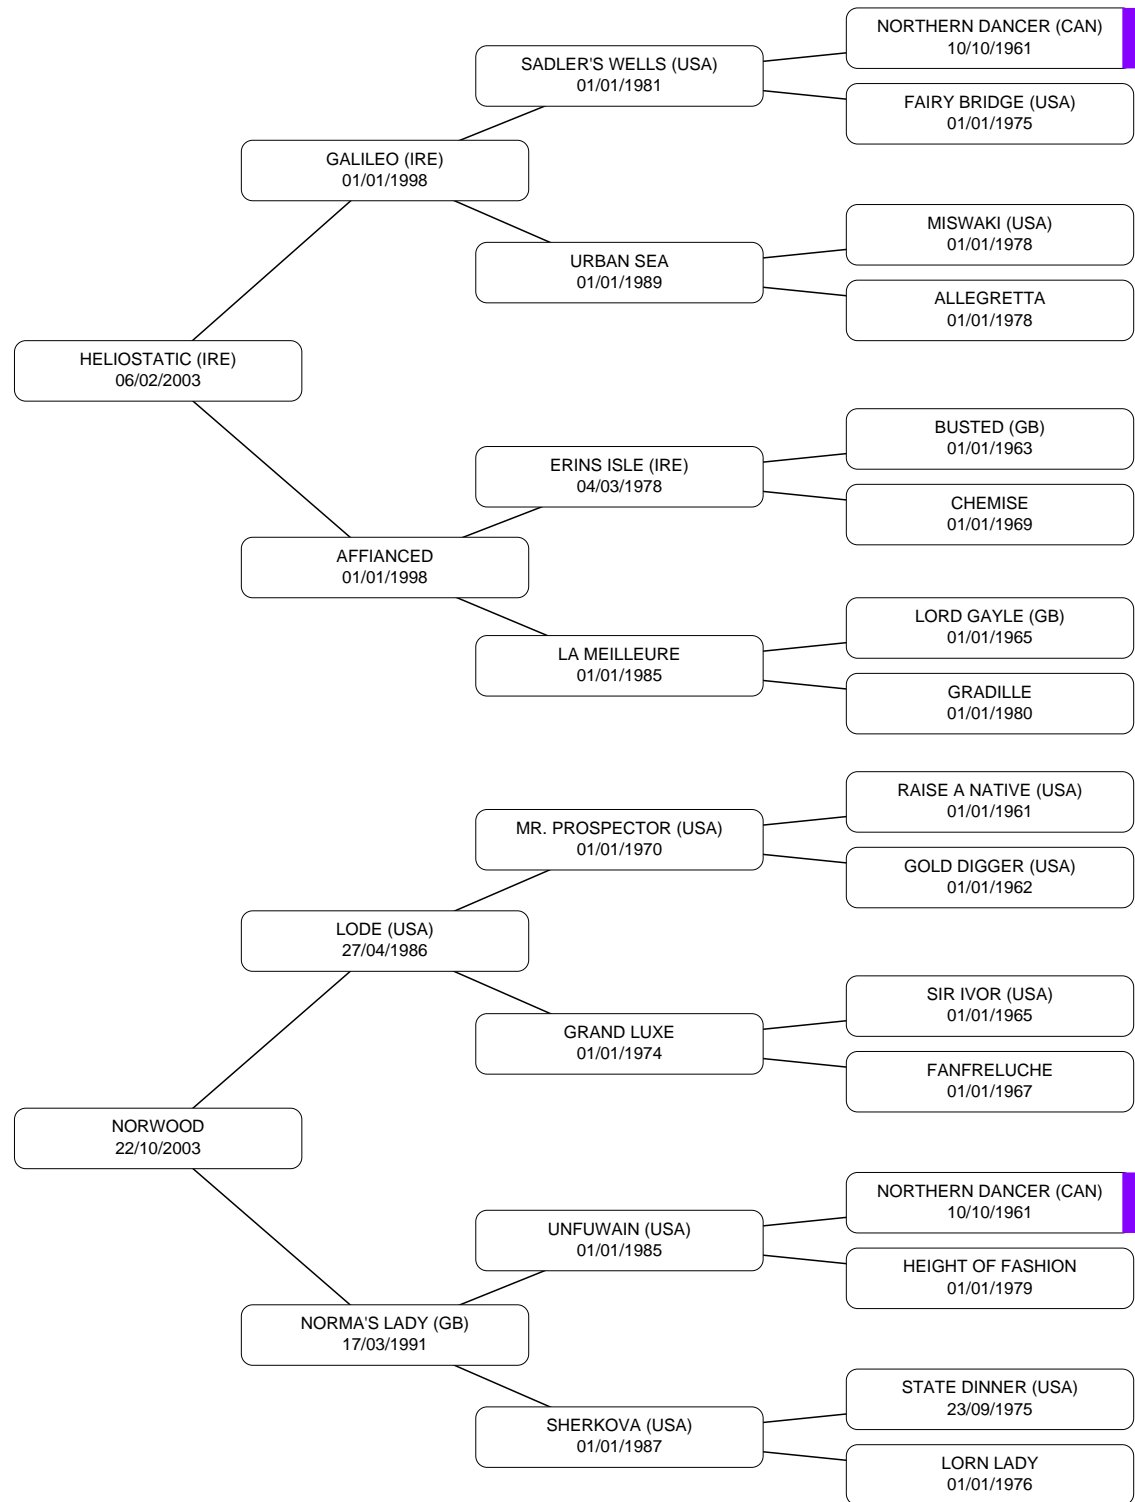 NORTHERN DANCER (CAN)
10/10/1961
SADLER'S WELLS (USA)
01/01/1981
FAIRY BRIDGE (USA)
01/01/1975
GALILEO (IRE)
01/01/1998
MISWAKI (USA)
01/01/1978
URBAN SEA
01/01/1989
ALLEGRETTA
01/01/1978
HELIOSTATIC (IRE)
06/02/2003
BUSTED (GB)
01/01/1963
ERINS ISLE (IRE)
04/03/1978
CHEMISE
01/01/1969
AFFIANCED
01/01/1998
LORD GAYLE (GB)
01/01/1965
LA MEILLEURE
01/01/1985
GRADILLE
01/01/1980
RAISE A NATIVE (USA)
01/01/1961
MR. PROSPECTOR (USA)
01/01/1970
GOLD DIGGER (USA)
01/01/1962
LODE (USA)
27/04/1986
SIR IVOR (USA)
01/01/1965
GRAND LUXE
01/01/1974
FANFRELUCHE
01/01/1967
NORWOOD
22/10/2003
NORTHERN DANCER (CAN)
10/10/1961
UNFUWAIN (USA)
01/01/1985
HEIGHT OF FASHION
01/01/1979
NORMA'S LADY (GB)
17/03/1991
STATE DINNER (USA)
23/09/1975
SHERKOVA (USA)
01/01/1987
LORN LADY
01/01/1976